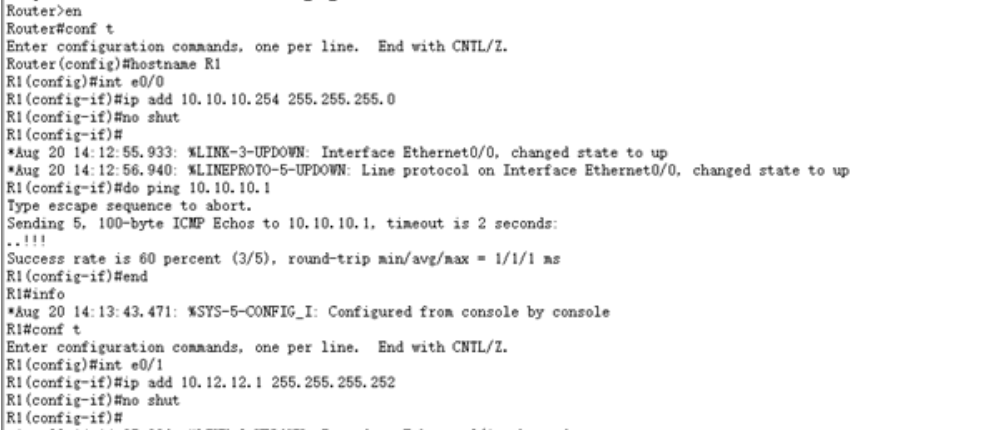 Router>en
Router#conf t
Enter configuration commands, one per line. End with CNTL/Z.
Router(config)#hostname R1
R1(config)#int e0/0
R1(config-if)#ip add 10.10.10.254 255.255.255.0
R1(config-if)#no shut
R1(config-if)#
*Aug 20 14:12:55.933: %LINK-3-UPDOWN: Interface Ethernet0/0, changed state to up
*Aug 20 14:12:56.940: %LINEPROTO-5-UPDOWN: Line protocol on Interface Ethernet0/0, changed state to up
R1(config-if)#do ping 10.10.10.1
Type escape sequence to abort.
Sending 5, 100-byte ICMP Echos to 10.10.10.1, timeout is 2 seconds:
..!!!
Success rate is 60 percent (3/5), round-trip min/avg/max = 1/1/1 ms
R1(config-if)#end
R1#info
*Aug 20 14:13:43.471: %SYS-5-CONFIG_I: Configured from console by console
R1#conf t
Enter configuration commands, one per line. End with CNTL/Z.
R1(config)#int e0/1
R1(config-if)#ip add 10.12.12.1 255.255.255.252
R1(config-if)#no shut
R1(config-if)#